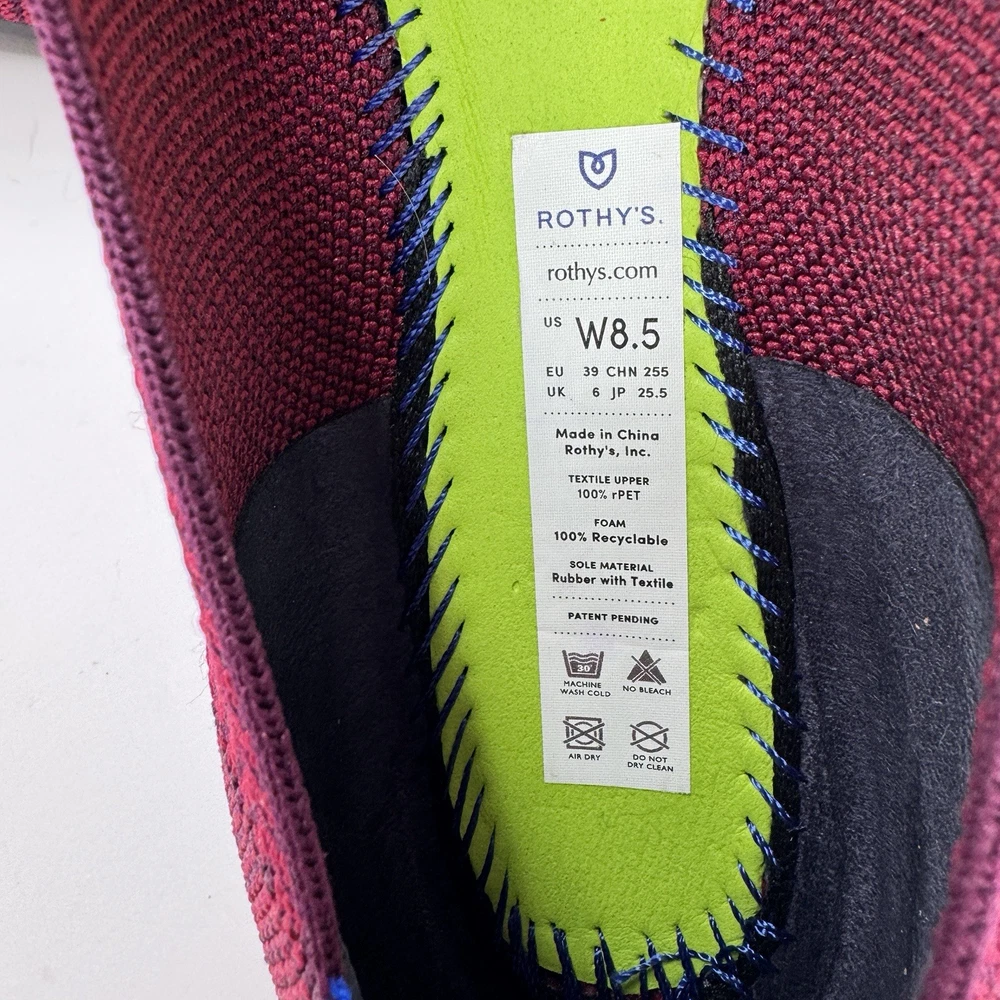 ROTHY'S.
rothys.com
US W8.5
EU 39 CHN 255
UK 6 JP 25.5
Made in China
Rothy's, Inc.
TEXTILE UPPER
100% rPET
FOAM
100% Recyclable
SOLE MATERIAL
Rubber with Textile
PATENT PENDING
30°
MACHINE
WASH COLD
NO BLEACH
AIR DRY
DO NOT
DRY CLEAN